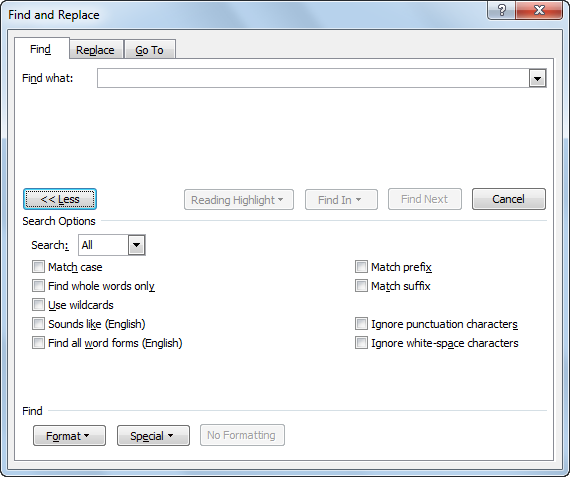 Find and Replace
Find Replace Go To
Find what:
<< Less Reading Highlight Find In Find Next Cancel
Search Options
Search: All
Match case Match prefix
Find whole words only Match suffix
Use wildcards
Sounds like (English) Ignore punctuation characters
Find all word forms (English) Ignore white-space characters
Find
Format Special No Formatting